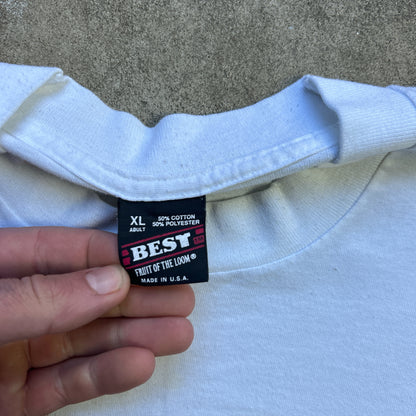 XL
ADULT
50% COTTON
50% POLYESTER
BEST
FRUIT OF THE LOOM®
MADE IN U.S.A.